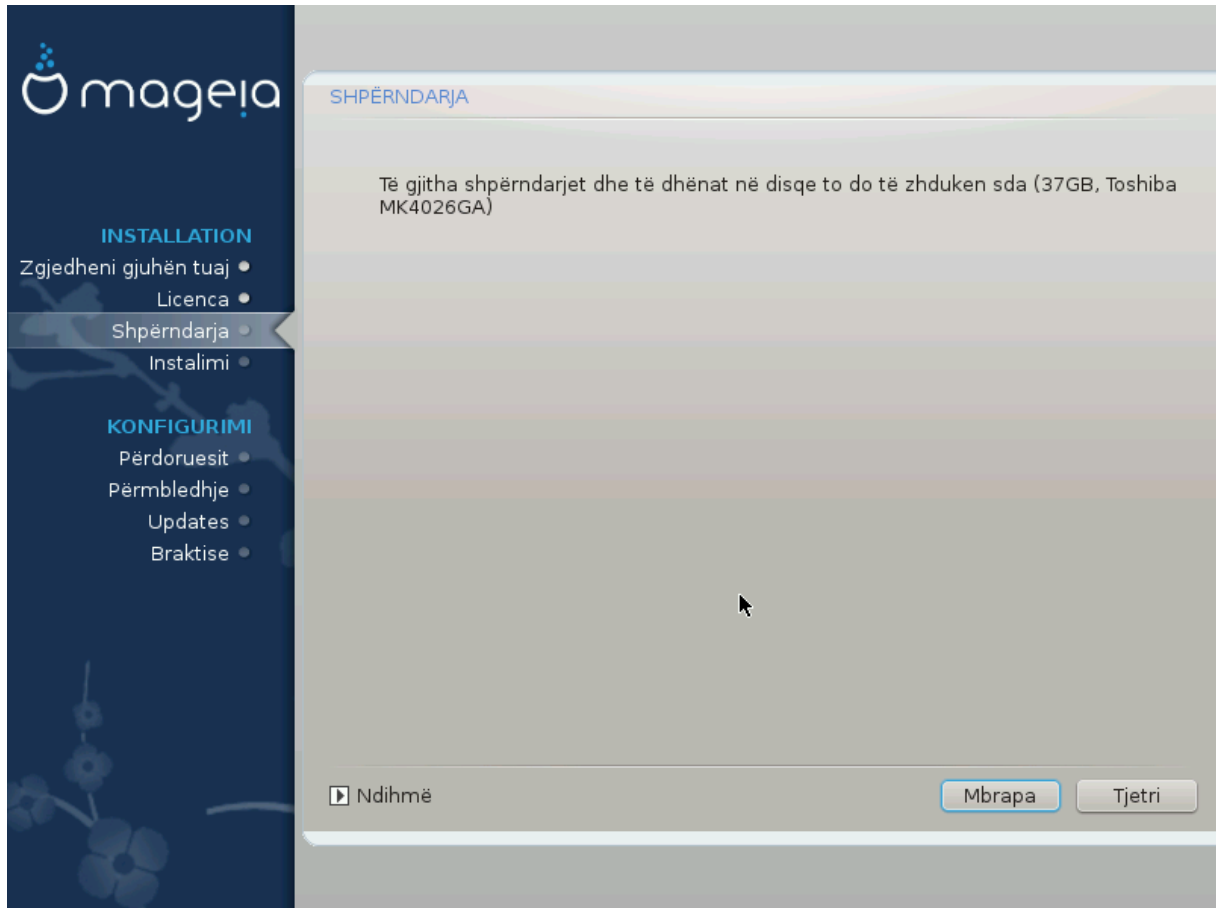 mageia
INSTALLATION
Zgjedheni gjuhën tuaj
Licenca
Shpërndarja
Instalimi
KONFIGURIMI
Përdoruesit
Përmbledhje
Updates
Braktise
SHPËRNDARJA
Të gjitha shpërndarjet dhe të dhënat në disqe to do të zhduken sda (37GB, Toshiba
MK4026GA)
Ndihmë
Mbrapa
Tjetri